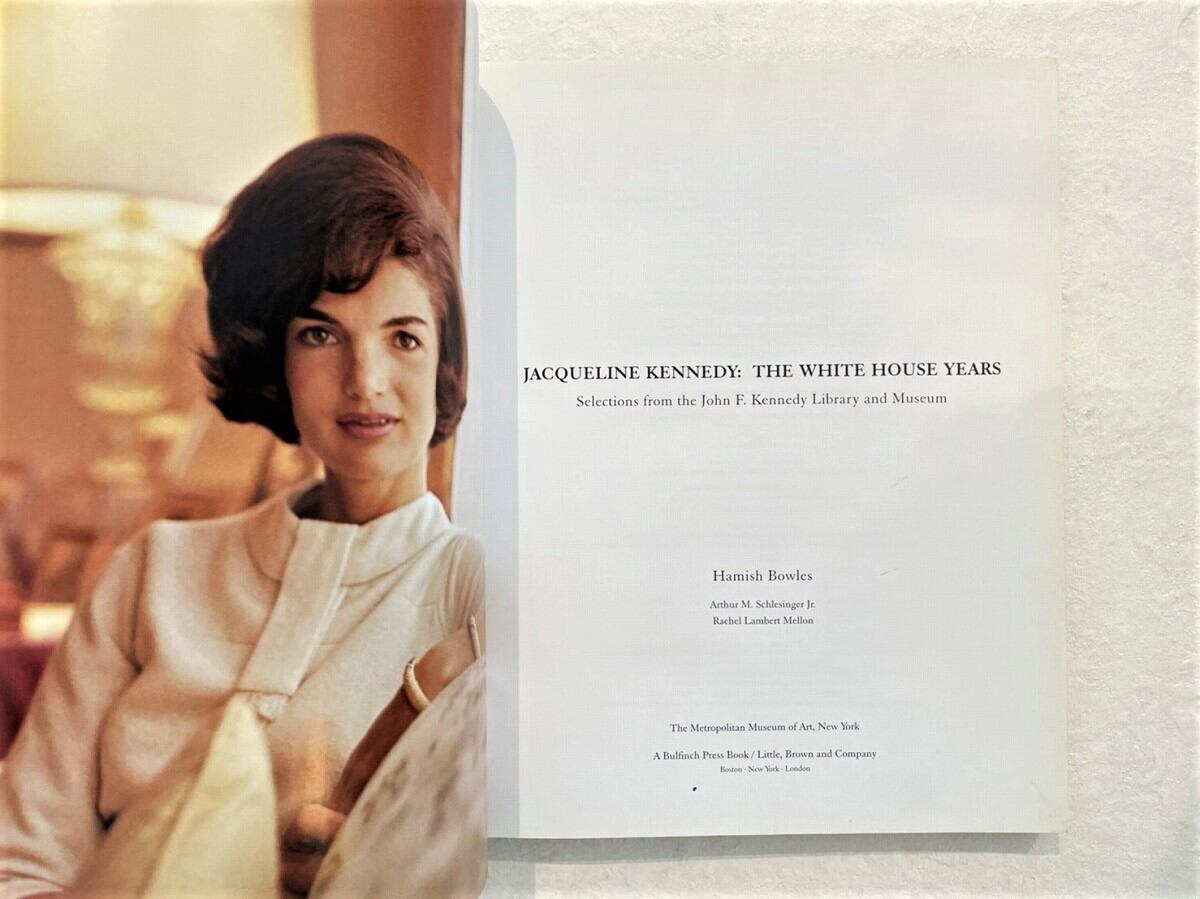 JACQUELINE KENNEDY: THE WHITE HOUSE YEARS
Selections from the John F. Kennedy Library and Museum
Hamish Bowles
Arthur M. Schlesinger Jr.
Rachel Lambert Mellon
The Metropolitan Museum of Art, New York
A Bulfinch Press Book / Little, Brown and Company
Boston · New York · London